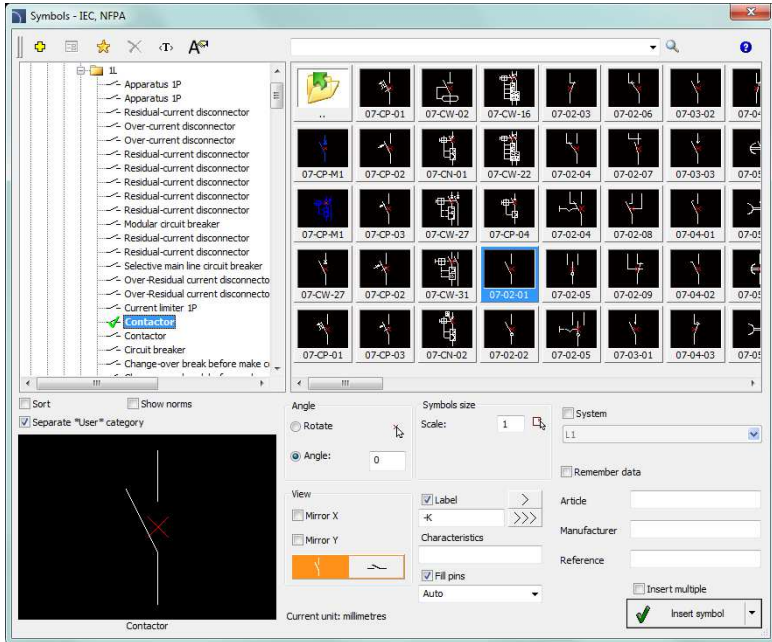 Symbols - IEC, NFPA
‹T›
1L
Apparatus 1P
Apparatus 1P
Residual-current disconnector
Over-current disconnector
Over-current disconnector
Residual-current disconnector
Residual-current disconnector
Residual-current disconnector
Residual-current disconnector
Residual-current disconnector
Modular circuit breaker
Residual-current disconnector
Residual-current disconnector
Selective main line circuit breaker
Over-Residual current disconnecto
Over-Residual current disconnecto
Current limiter 1P
Contactor
Contactor
Circuit breaker
Change-over break before make c
.. 07-CP-01 07-CW-02 07-CW-16 07-02-03 07-02-06 07-03-02 07-04
07-CP-M1 07-CP-02 07-CN-01 07-CW-22 07-02-04 07-02-07 07-03-03 07-05
07-CP-M1 07-CP-03 07-CW-27 07-CP-04 07-02-04 07-02-08 07-04-01 07-05
07-CW-27 07-CP-02 07-CW-31 07-02-01 07-02-05 07-02-09 07-04-02 07-05
07-CP-01 07-CP-03 07-CN-02 07-02-02 07-02-05 07-03-01 07-04-03 07-05
Sort Show norms
Separate "User" category
Contactor
Angle
Rotate
Angle: 0
Symbols size
Scale: 1
System
L1
Remember data
View
Mirror X
Mirror Y
Label >
-K >>>
Characteristics
Fill pins
Auto
Article
Manufacturer
Reference
Insert multiple
Current unit: millimetres
Insert symbol